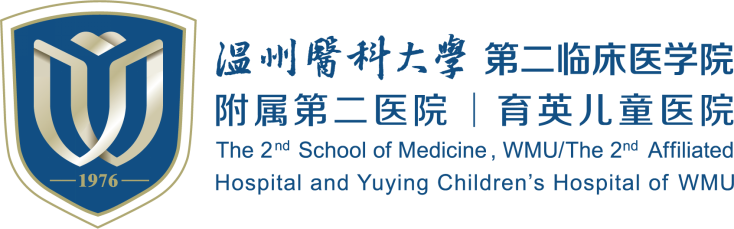 温州醫科大學 第二临床医学院
附属第二医院｜育英儿童医院
The 2nd School of Medicine, WMU/The 2nd Affiliated
Hospital and Yuying Children's Hospital of WMU
1976